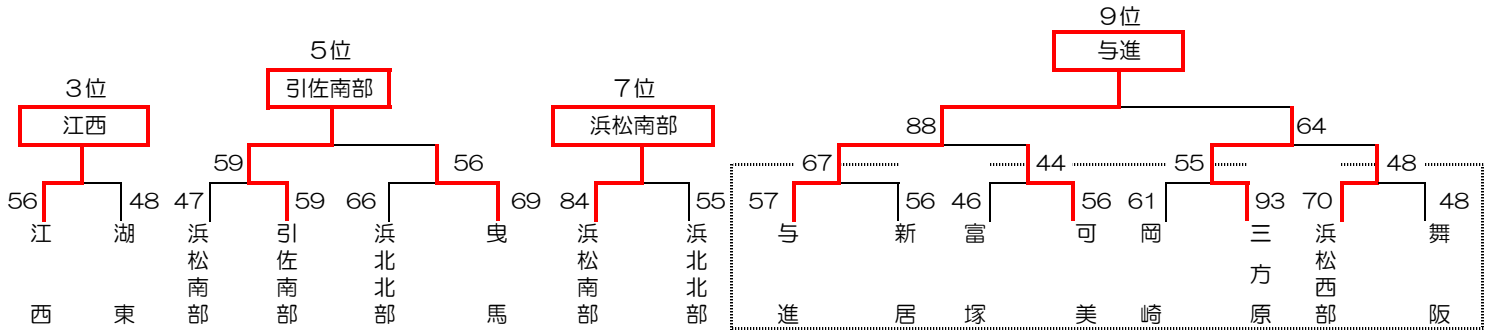 9位
与進
5位
引佐南部
3位
江西
7位
浜松南部
88
64
59
56
67
44
55
48
56
48
47
59
66
69
84
55
57
56
46
56
61
93
70
48
江西
湖東
浜松南部
引佐南部
浜北北部
曳馬
浜松南部
浜北北部
与進
新居
富塚
可美
岡崎
三方原
浜松西部
舞阪